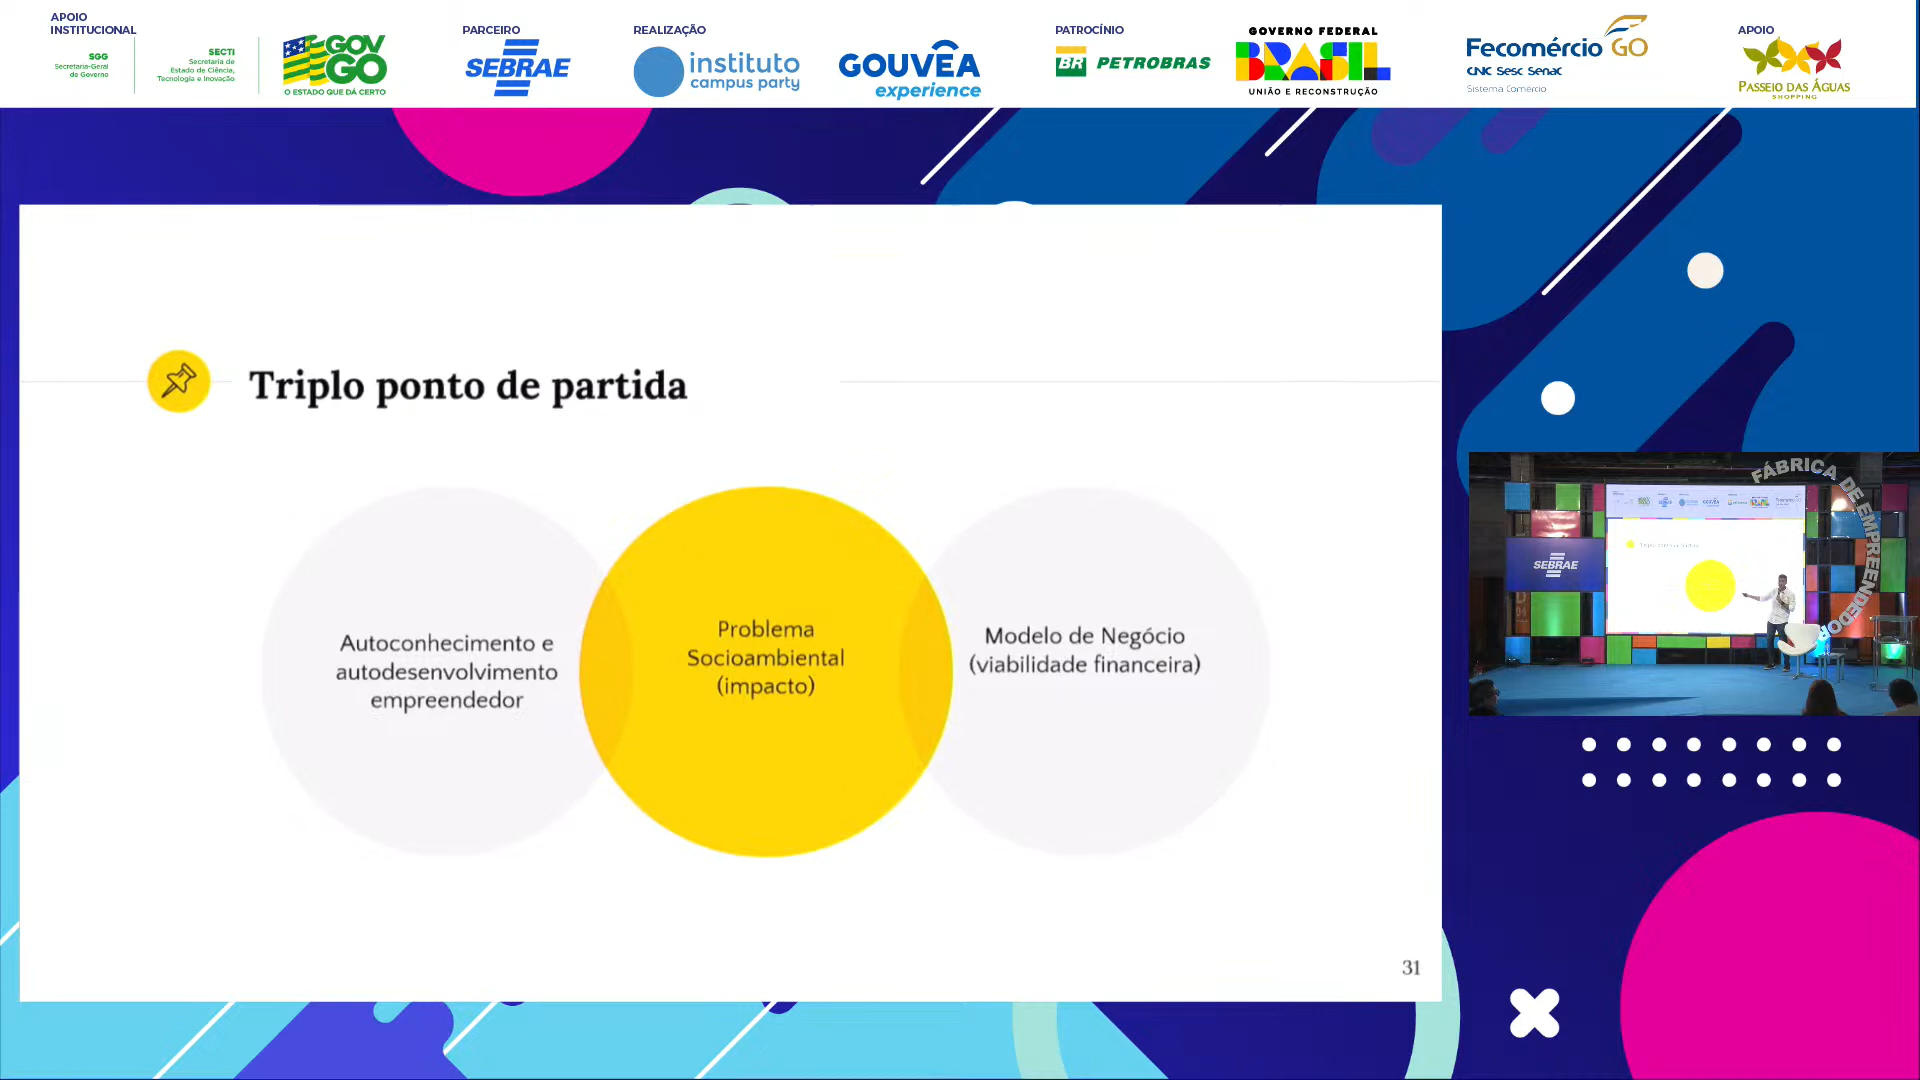 APOIO
INSTITUCIONAL
SGG
Secretaria-Geral
de Governo
SECTI
Secretaria de
Estado de Ciência,
Tecnologia e Inovação
GOV
GO
O ESTADO QUE DÁ CERTO
PARCEIRO
SEBRAE
REALIZAÇÃO
instituto
campus party
GOUVÊA
experience
PATROCÍNIO
BR PETROBRAS
GOVERNO FEDERAL
BRASIL
UNIÃO E RECONSTRUÇÃO
Fecomércio GO
CNC Sesc Senac
Sistema Comércio
APOIO
PASSEIO DAS ÁGUAS
SHOPPING
Triplo ponto de partida
Autoconhecimento e
autodesenvolvimento
empreendedor
Problema
Socioambiental
(impacto)
Modelo de Negócio
(viabilidade financeira)
31
FÁBRICA DE EMPREENDEDOR
SEBRAE